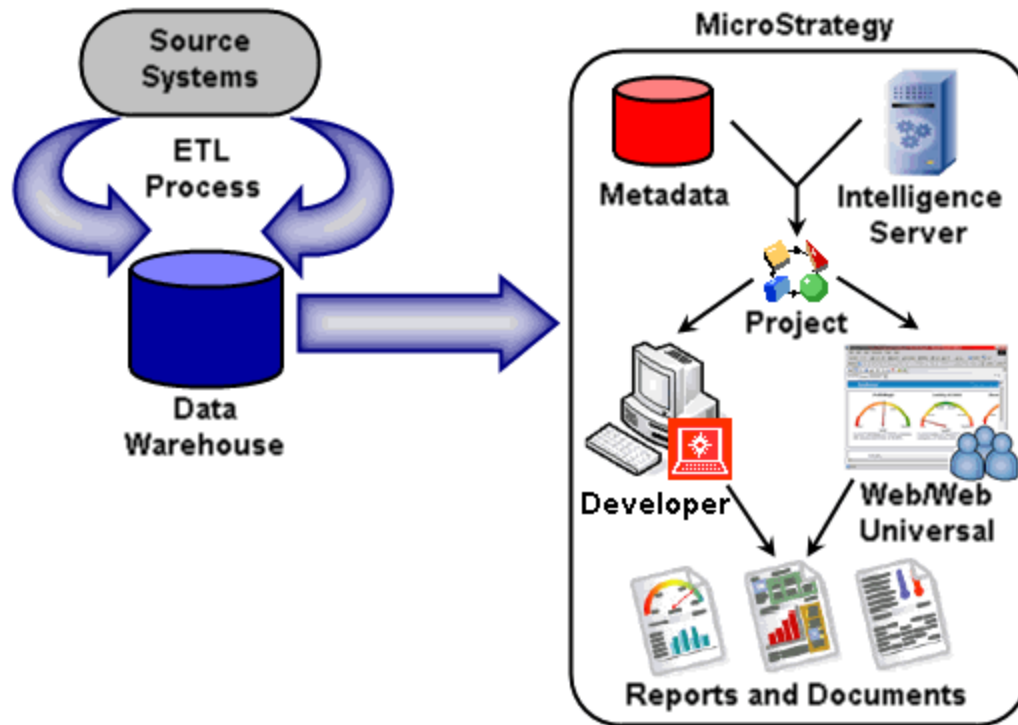 Source
Systems
ETL
Process
Data
Warehouse
MicroStrategy
Metadata
Intelligence
Server
Project
Developer
Web/Web
Universal
Reports and Documents